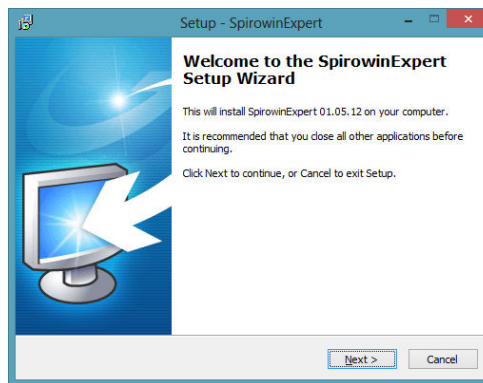 Setup - SpirowinExpert
Welcome to the SpirowinExpert
Setup Wizard
This will install SpirowinExpert 01.05.12 on your computer.
It is recommended that you close all other applications before
continuing.
Click Next to continue, or Cancel to exit Setup.
Next >
Cancel